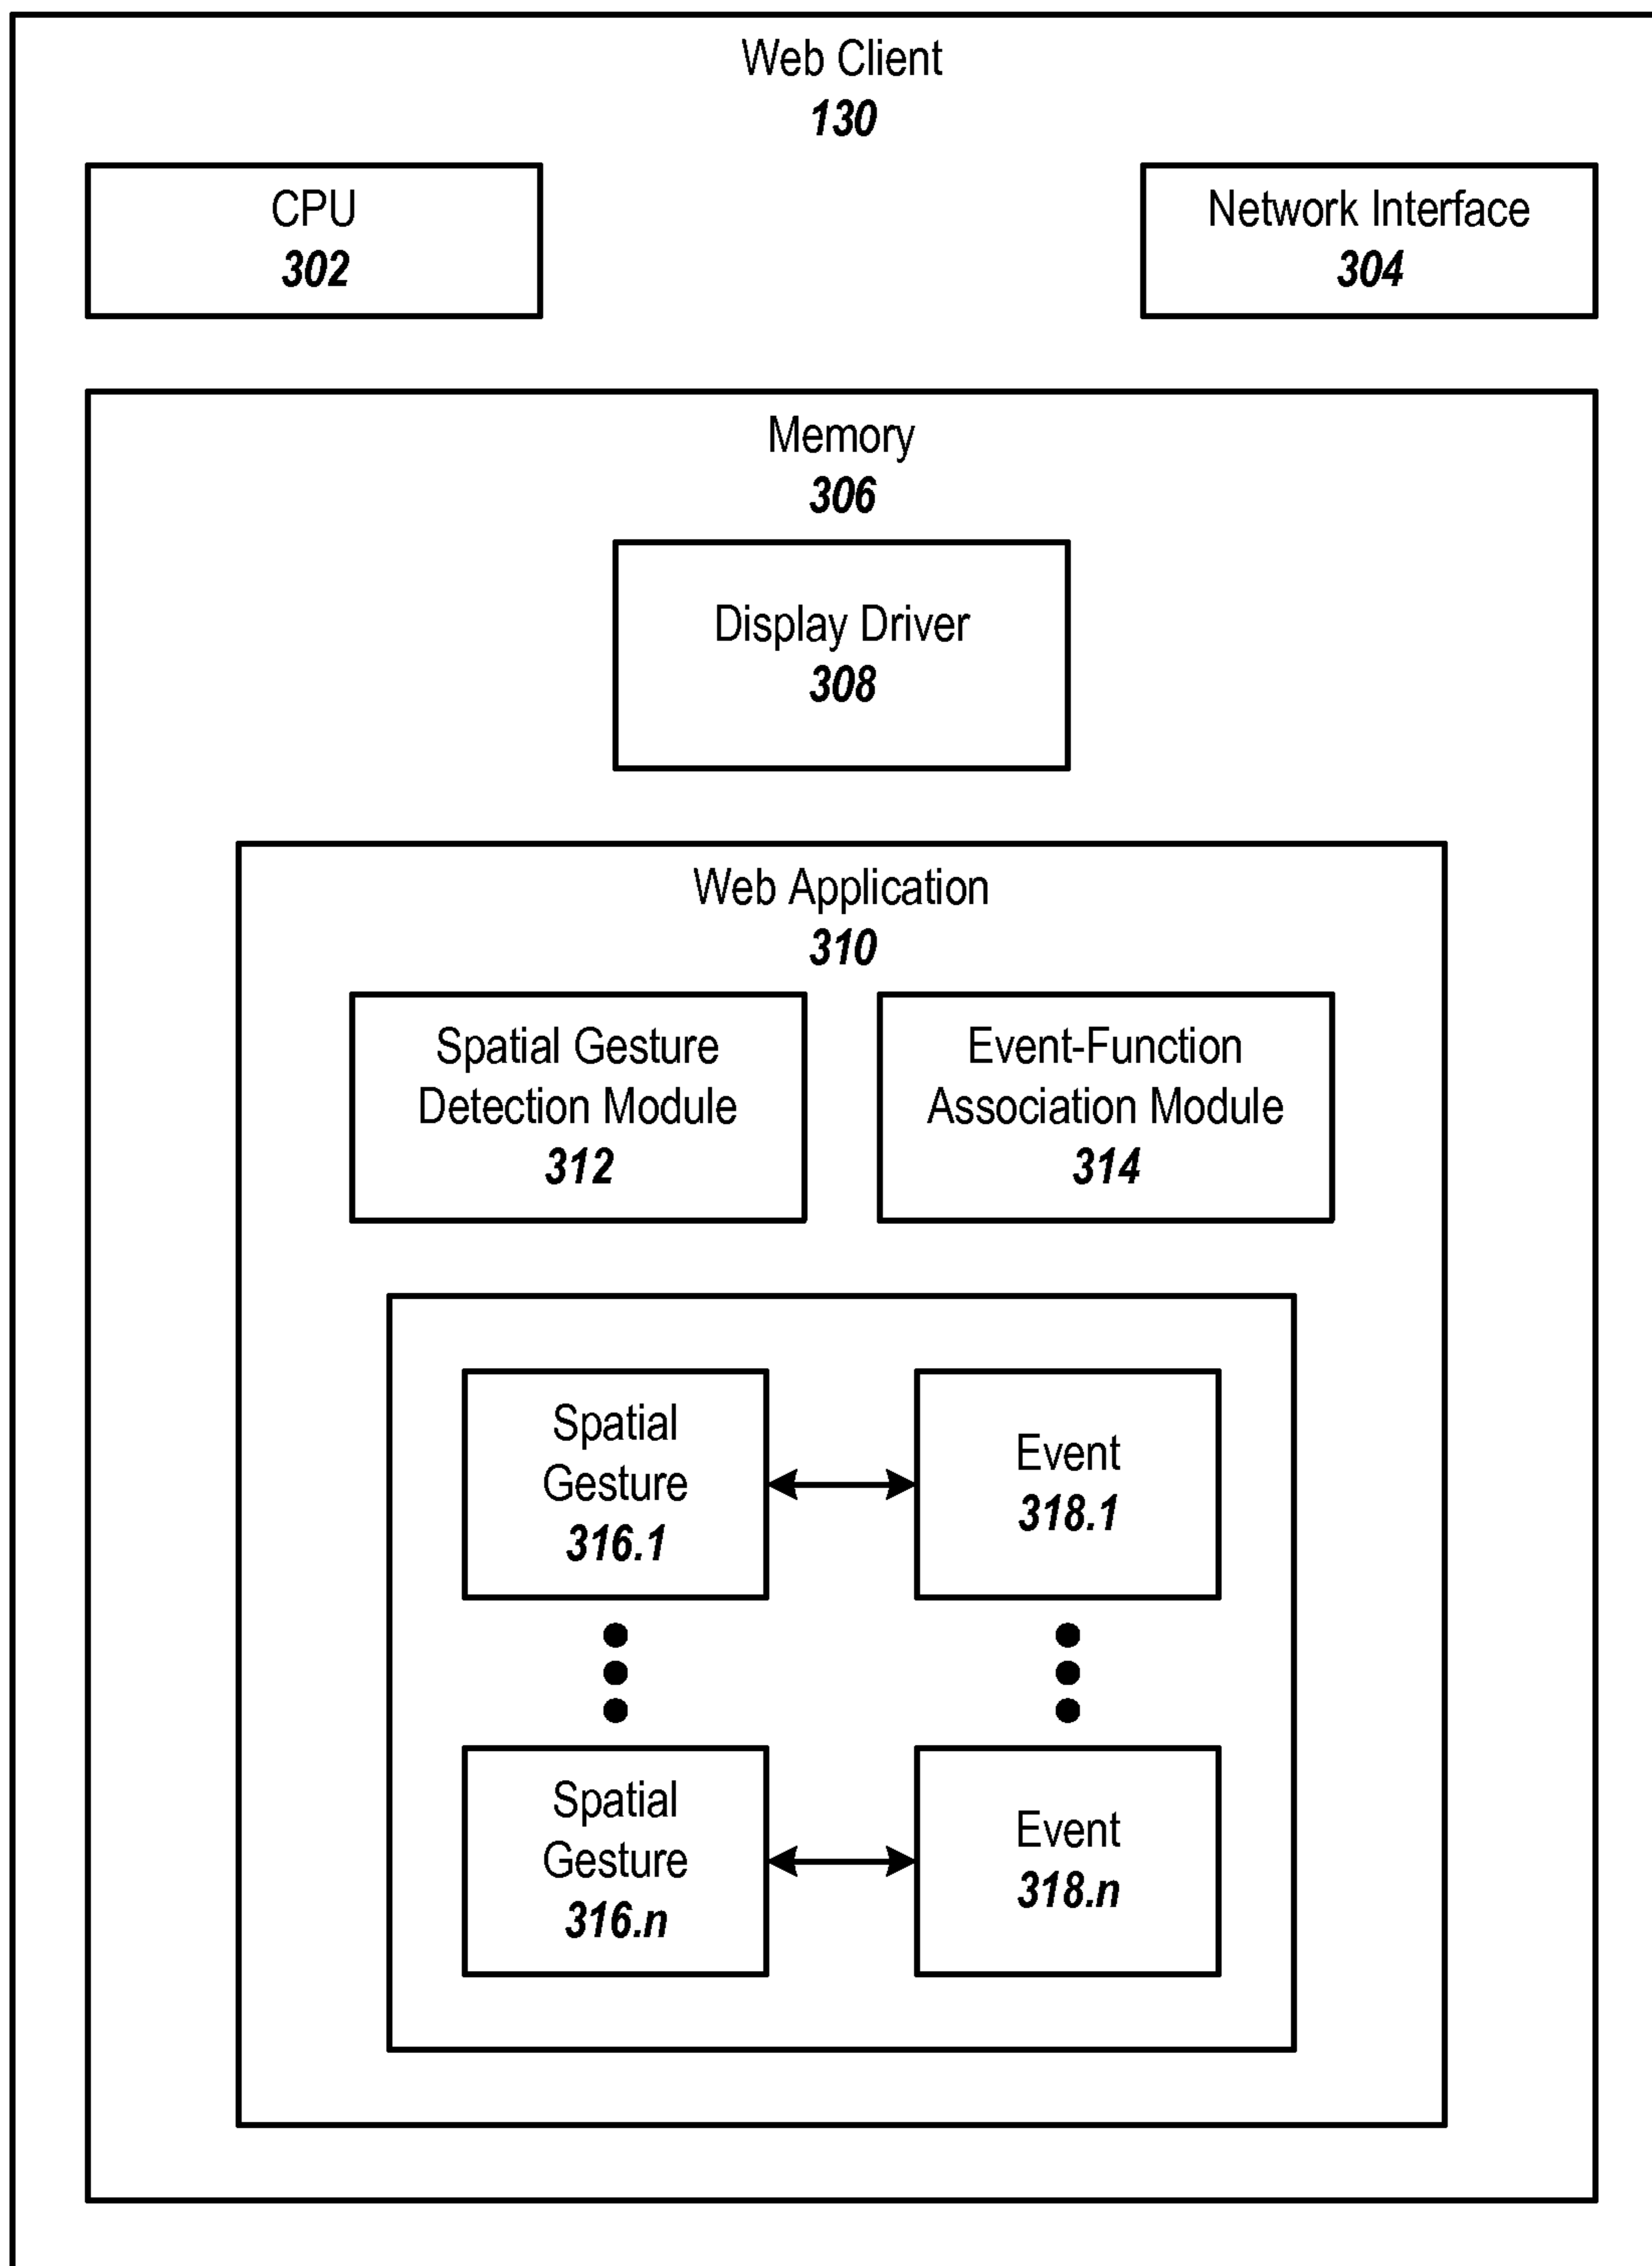 Web Client
130
CPU
302
Network Interface
304
Memory
306
Display Driver
308
Web Application
310
Spatial Gesture
Detection Module
312
Event-Function
Association Module
314
Spatial
Gesture
316.1
Event
318.1
Spatial
Gesture
316.n
Event
318.n